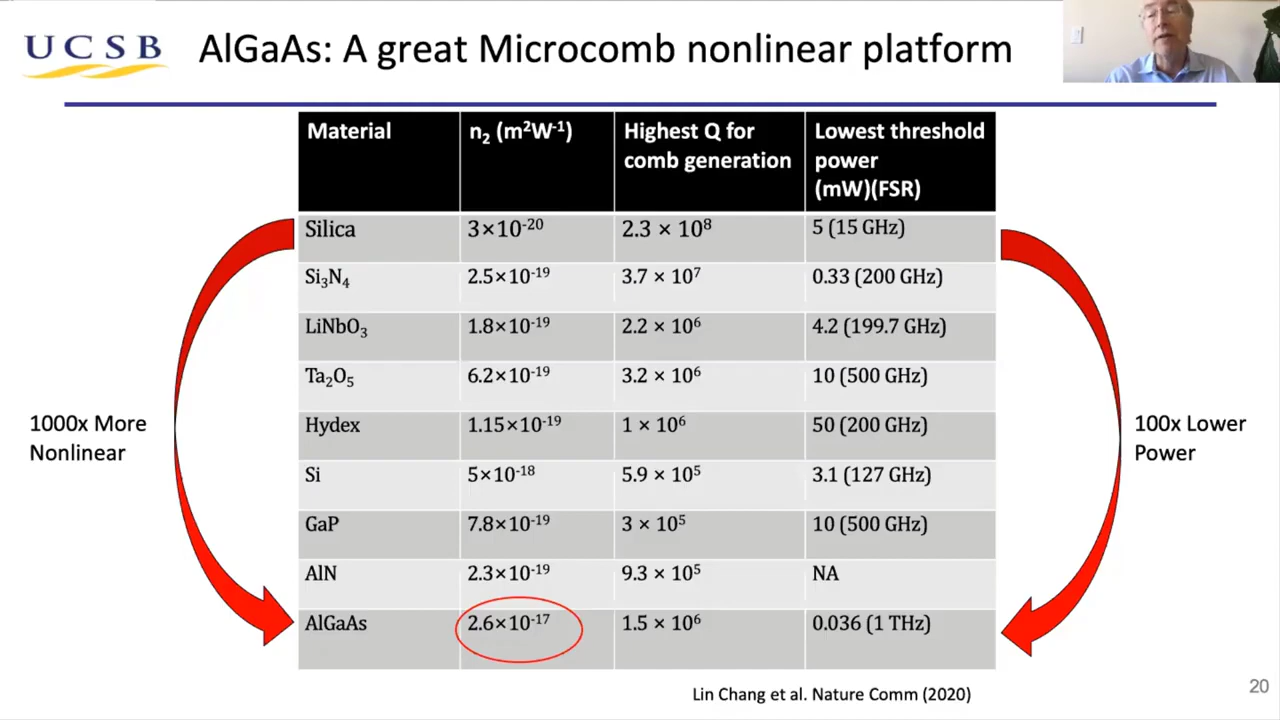 UCSB
AlGaAs: A great Microcomb nonlinear platform
Material
n₂ (m²W⁻¹)
Highest Q for
comb generation
Lowest threshold
power
(mW)(FSR)
Silica 3×10⁻²⁰ 2.3 × 10⁸ 5 (15 GHz)
Si₃N₄ 2.5×10⁻¹⁹ 3.7 × 10⁷ 0.33 (200 GHz)
LiNbO₃ 1.8×10⁻¹⁹ 2.2 × 10⁶ 4.2 (199.7 GHz)
Ta₂O₅ 6.2×10⁻¹⁹ 3.2 × 10⁶ 10 (500 GHz)
Hydex 1.15×10⁻¹⁹ 1 × 10⁶ 50 (200 GHz)
Si 5×10⁻¹⁸ 5.9 × 10⁵ 3.1 (127 GHz)
GaP 7.8×10⁻¹⁹ 3 × 10⁵ 10 (500 GHz)
AlN 2.3×10⁻¹⁹ 9.3 × 10⁵ NA
AlGaAs 2.6×10⁻¹⁷ 1.5 × 10⁶ 0.036 (1 THz)
1000x More
Nonlinear
100x Lower
Power
Lin Chang et al. Nature Comm (2020)
20